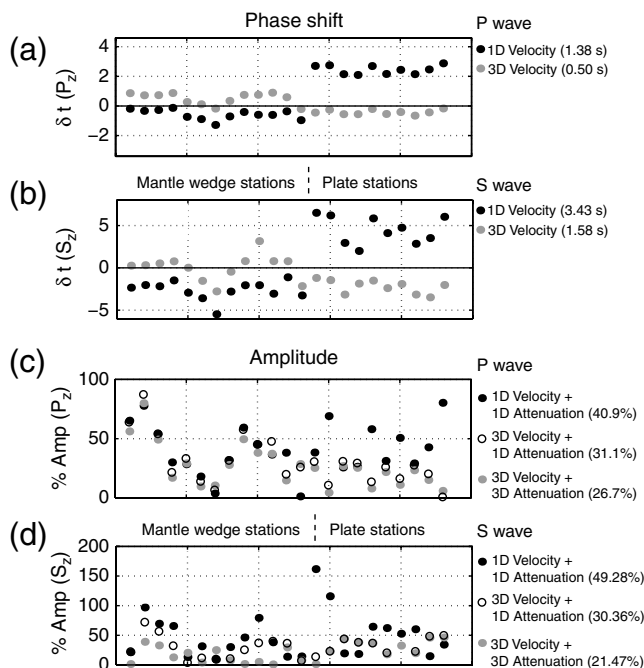 Phase shift
(a)
4
2
0
−2
δ t (Pz)
P wave
1D Velocity (1.38 s)
3D Velocity (0.50 s)
(b)
Mantle wedge stations
Plate stations
5
0
−5
δ t (Sz)
S wave
1D Velocity (3.43 s)
3D Velocity (1.58 s)
(c)
Amplitude
100
50
0
% Amp (Pz)
P wave
1D Velocity +
1D Attenuation (40.9%)
3D Velocity +
1D Attenuation (31.1%)
3D Velocity +
3D Attenuation (26.7%)
(d)
Mantle wedge stations
Plate stations
200
150
100
50
0
% Amp (Sz)
S wave
1D Velocity +
1D Attenuation (49.28%)
3D Velocity +
1D Attenuation (30.36%)
3D Velocity +
3D Attenuation (21.47%)